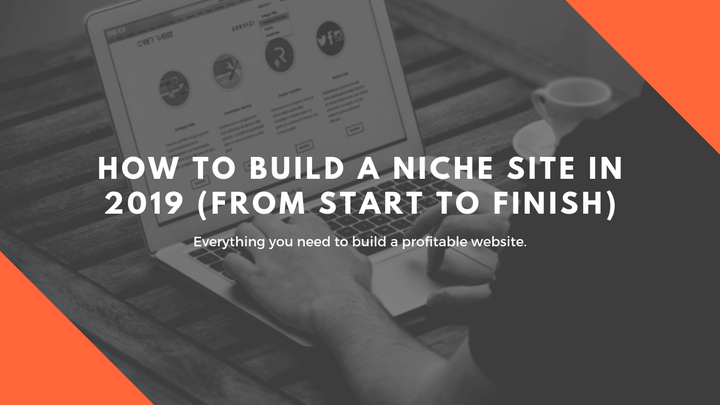 HOW TO BUILD A NICHE SITE IN
2019 (FROM START TO FINISH)
Everything you need to build a profitable website.